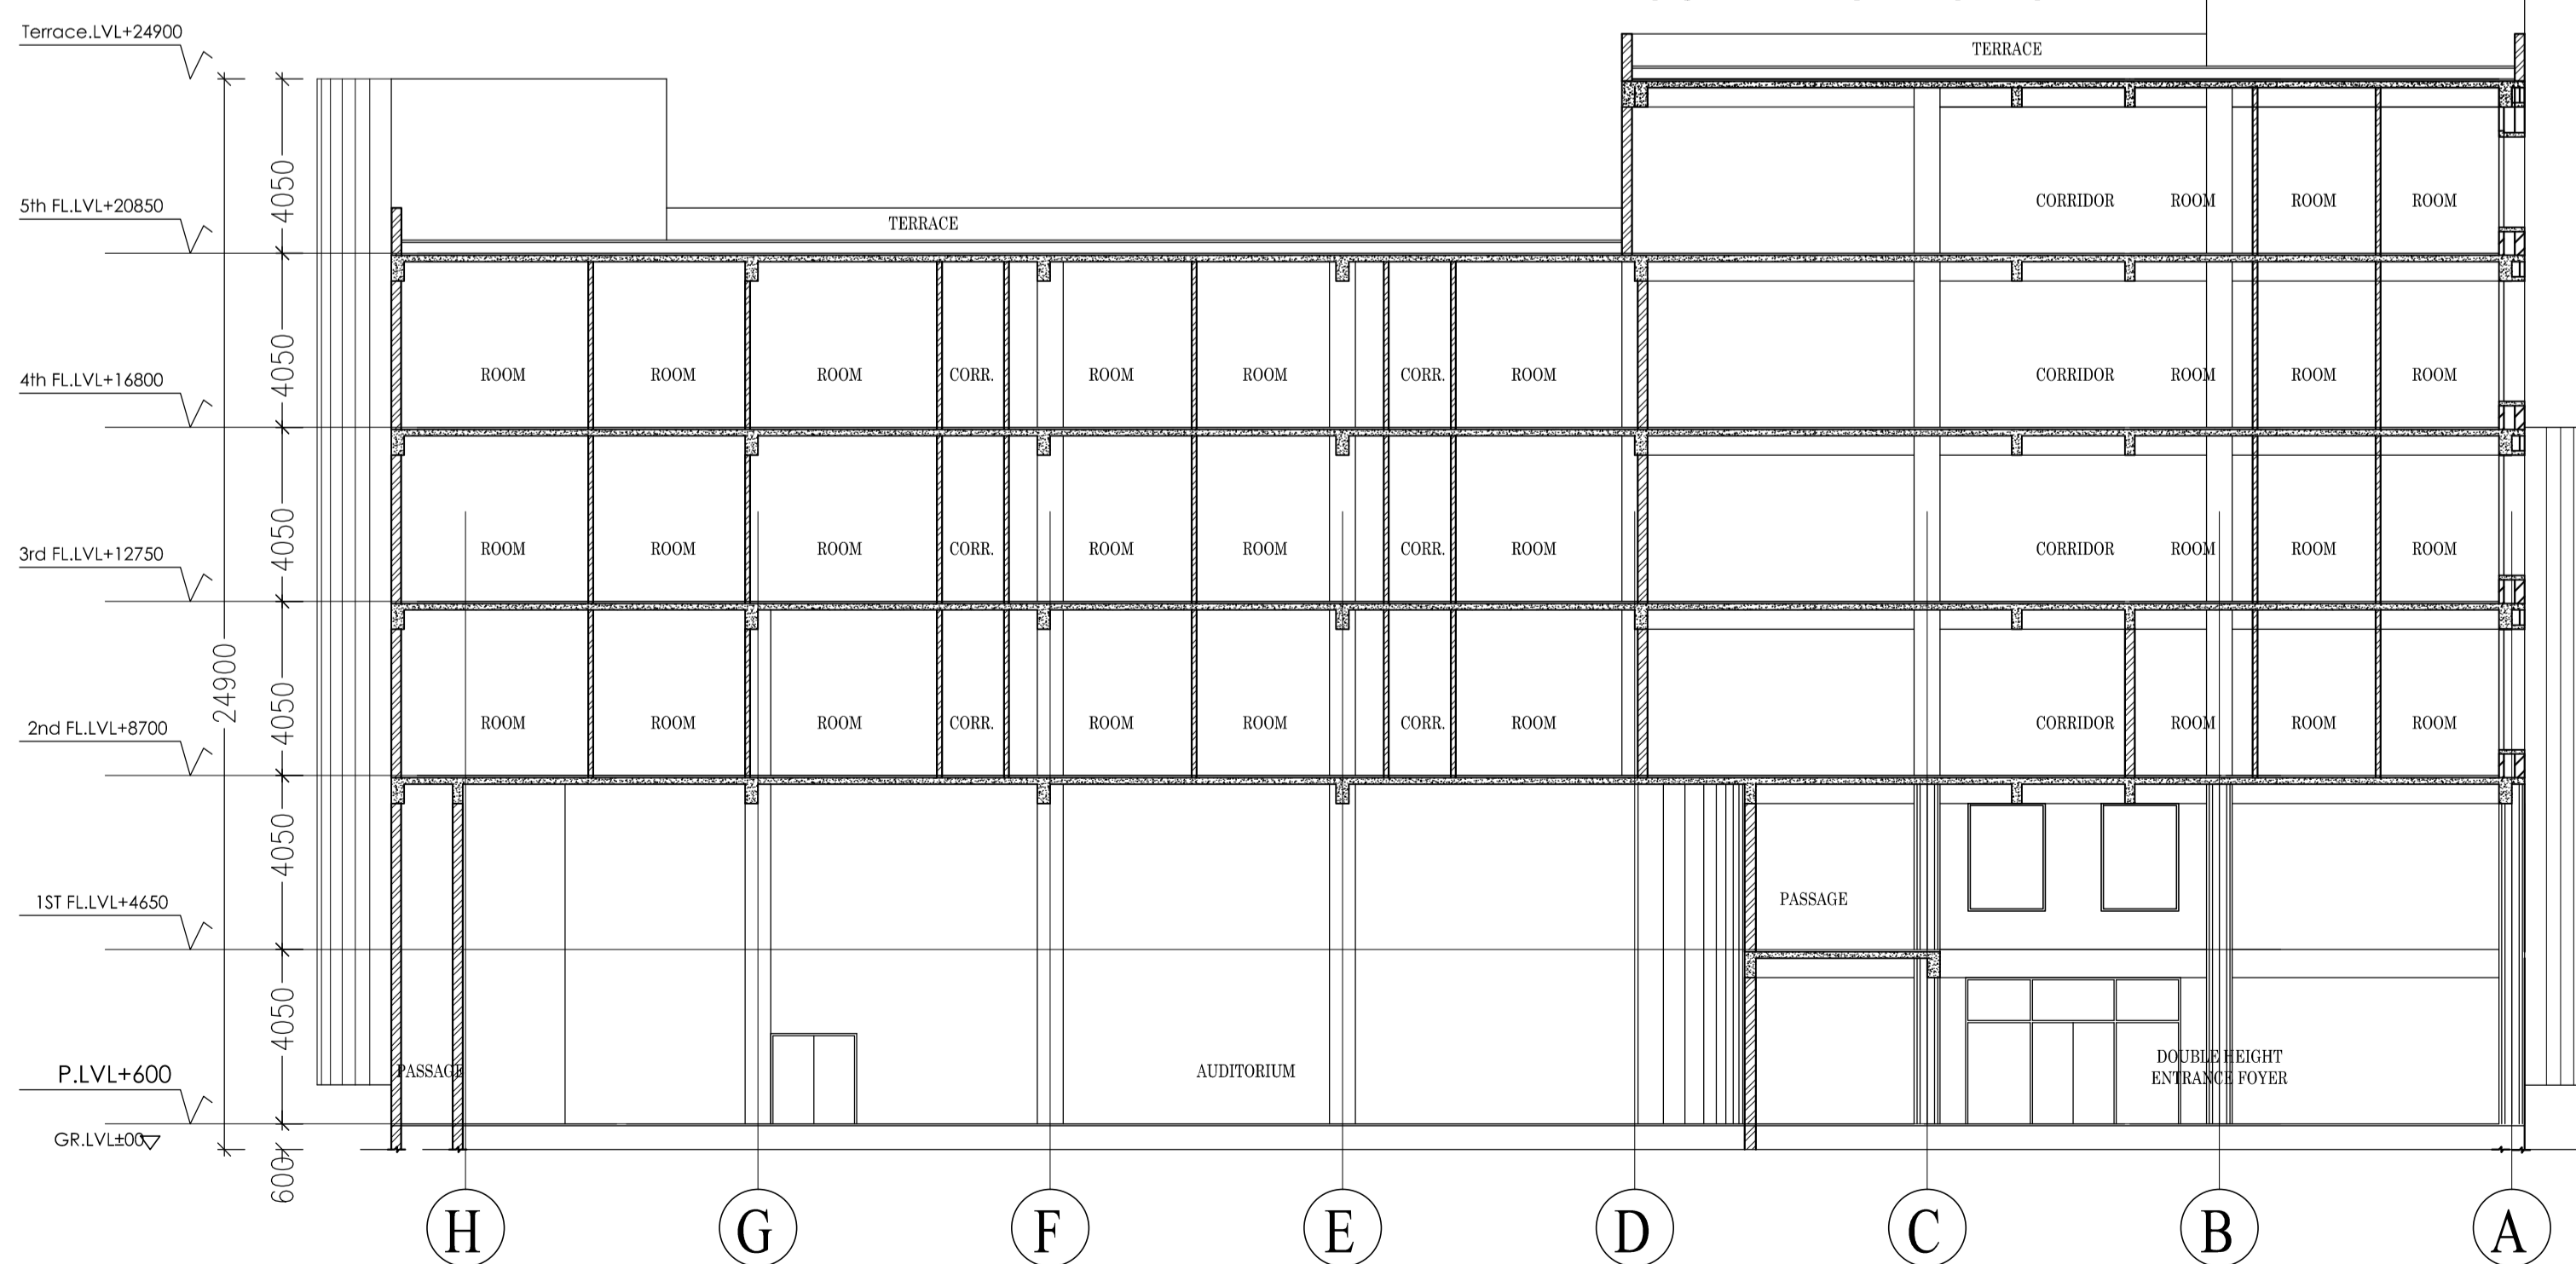 Terrace.LVL+24900
TERRACE
4050
5th FL.LVL+20850
TERRACE
CORRIDOR ROOM ROOM ROOM
4050
4th FL.LVL+16800
ROOM ROOM ROOM CORR. ROOM ROOM CORR. ROOM CORRIDOR ROOM ROOM ROOM
4050
3rd FL.LVL+12750
ROOM ROOM ROOM CORR. ROOM ROOM CORR. ROOM CORRIDOR ROOM ROOM ROOM
24900
4050
2nd FL.LVL+8700
ROOM ROOM ROOM CORR. ROOM ROOM CORR. ROOM CORRIDOR ROOM ROOM ROOM
4050
1ST FL.LVL+4650
PASSAGE
4050
P.LVL+600
PASSAGE
AUDITORIUM
DOUBLE HEIGHT
ENTRANCE FOYER
GR.LVL±00
600
H G F E D C B A